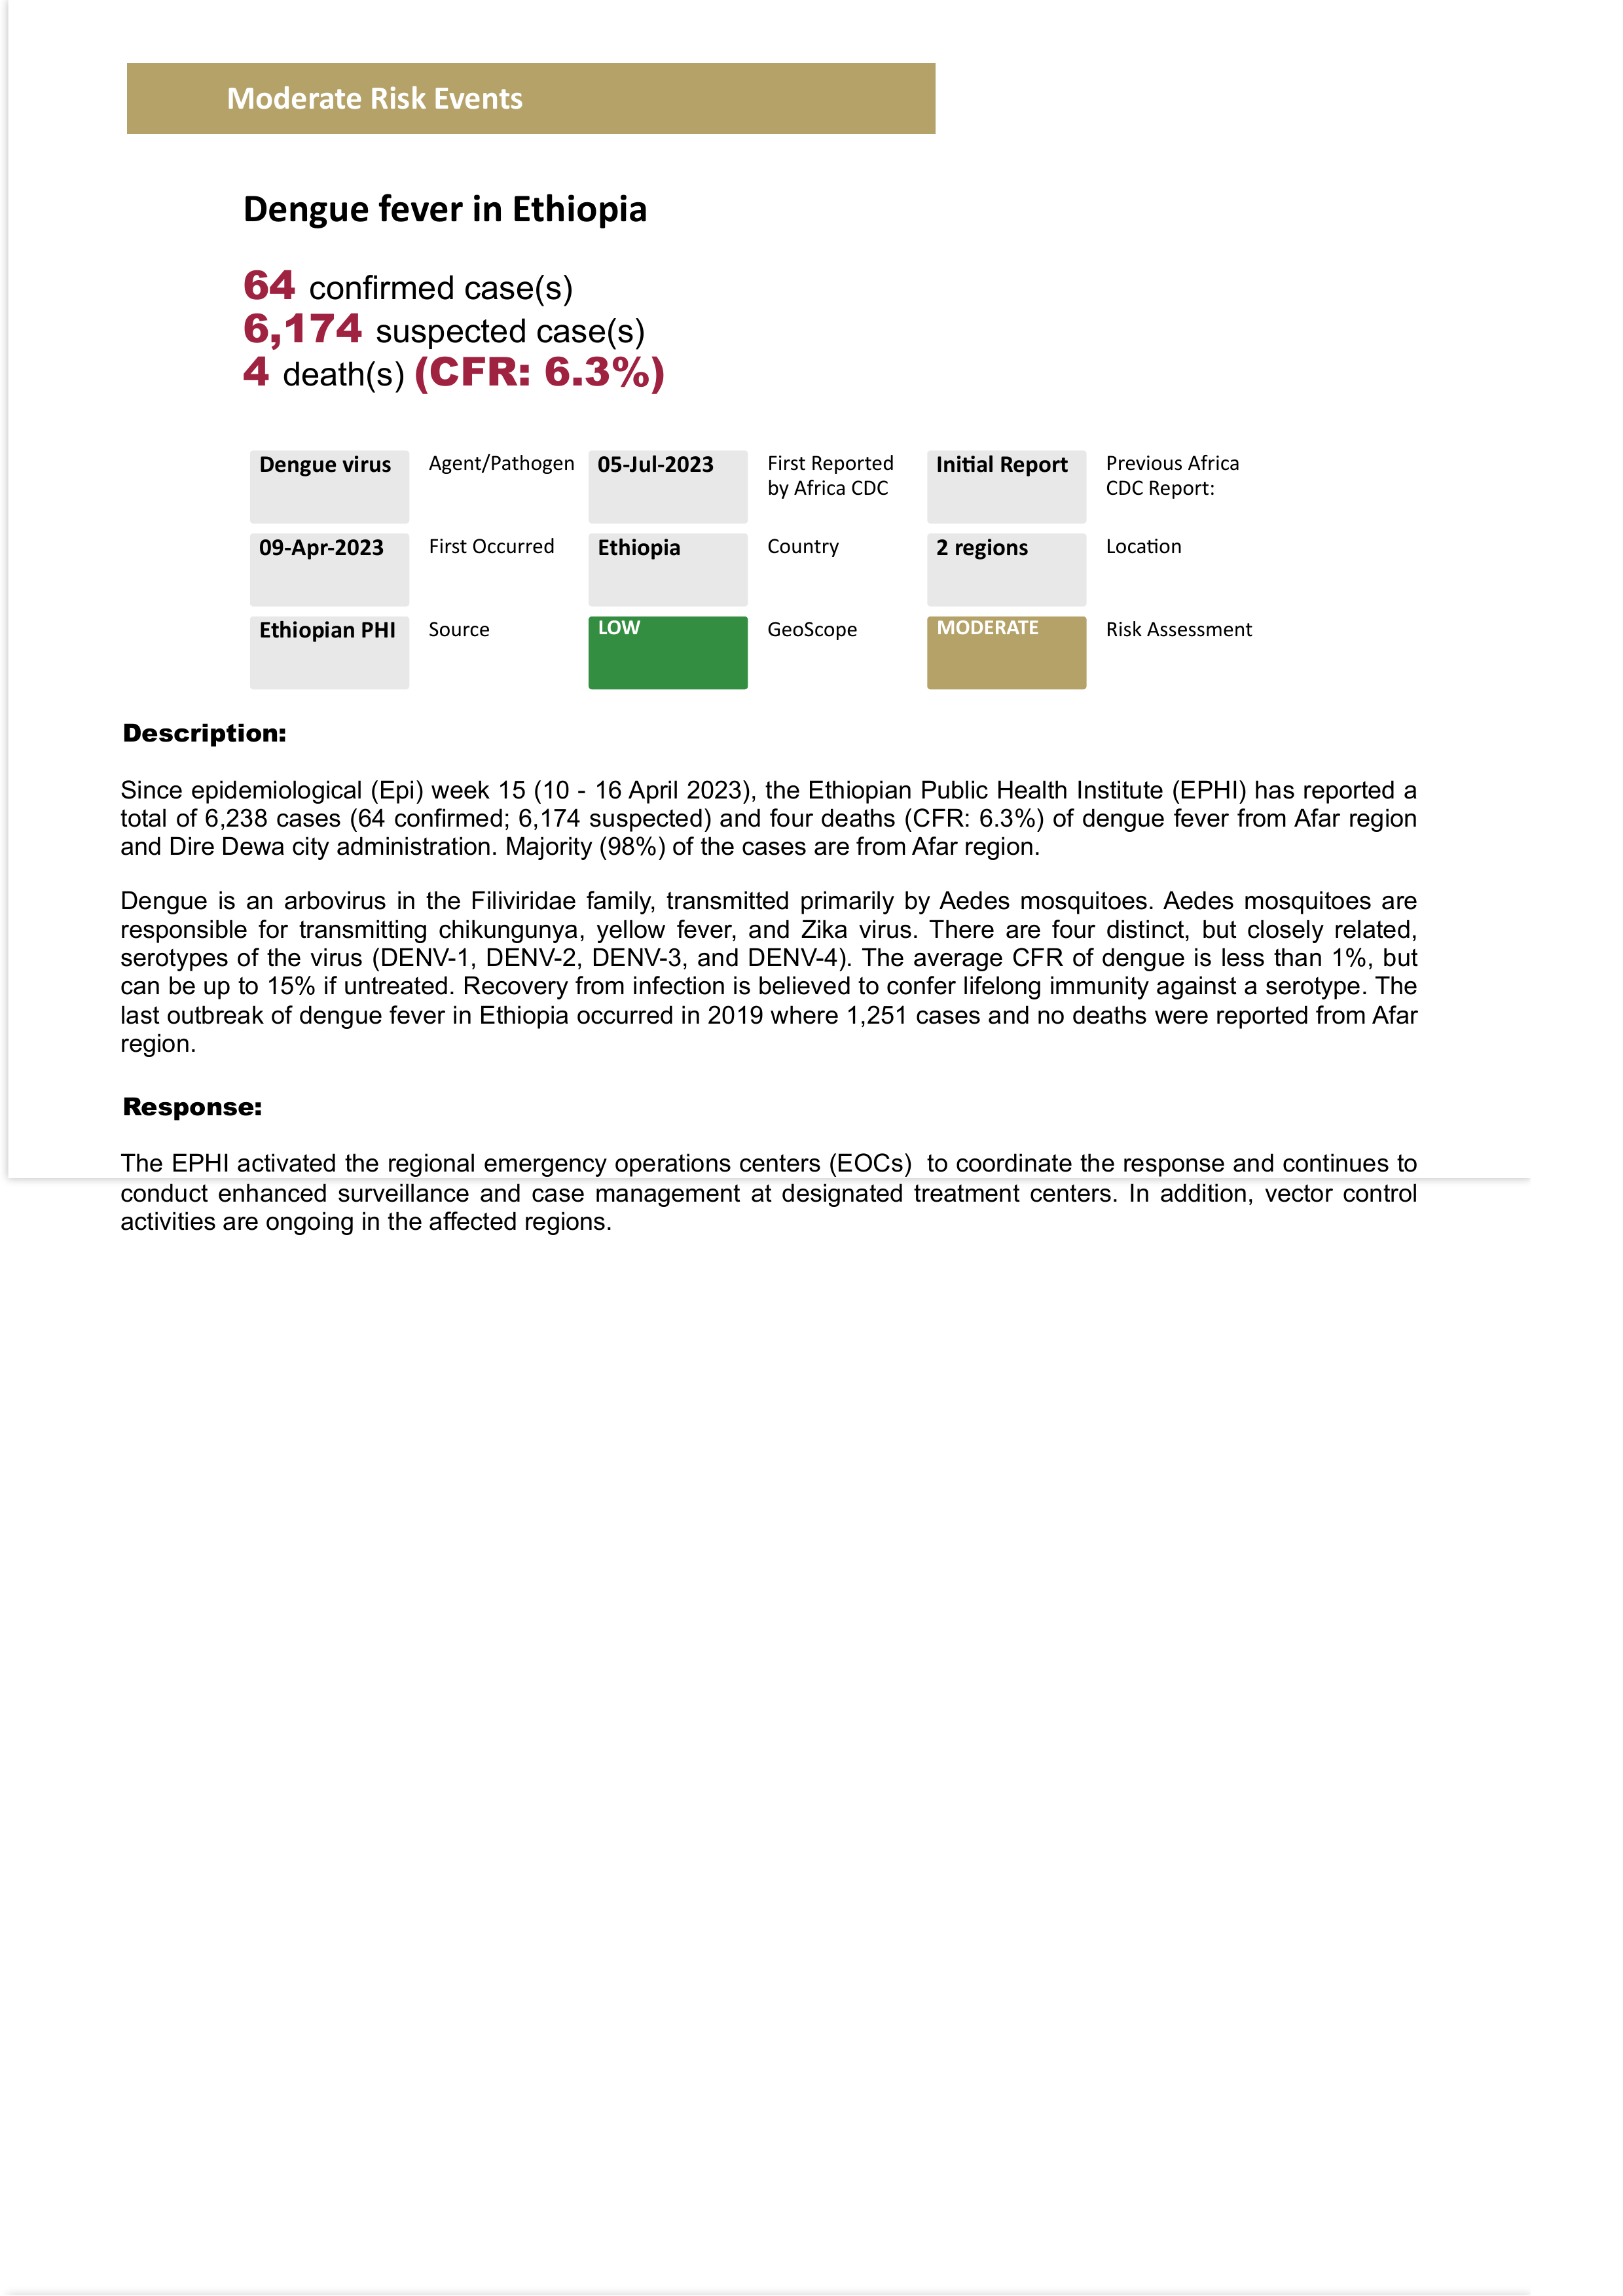 Moderate Risk Events
Dengue fever in Ethiopia
64 confirmed case(s)
6,174 suspected case(s)
4 death(s) (CFR: 6.3%)
Dengue virus Agent/Pathogen 05-Jul-2023 First Reported by Africa CDC Initial Report Previous Africa CDC Report:
09-Apr-2023 First Occurred Ethiopia Country 2 regions Location
Ethiopian PHI Source LOW GeoScope MODERATE Risk Assessment
Description:
Since epidemiological (Epi) week 15 (10 - 16 April 2023), the Ethiopian Public Health Institute (EPHI) has reported a
total of 6,238 cases (64 confirmed; 6,174 suspected) and four deaths (CFR: 6.3%) of dengue fever from Afar region
and Dire Dewa city administration. Majority (98%) of the cases are from Afar region.
Dengue is an arbovirus in the Filiviridae family, transmitted primarily by Aedes mosquitoes. Aedes mosquitoes are
responsible for transmitting chikungunya, yellow fever, and Zika virus. There are four distinct, but closely related,
serotypes of the virus (DENV-1, DENV-2, DENV-3, and DENV-4). The average CFR of dengue is less than 1%, but
can be up to 15% if untreated. Recovery from infection is believed to confer lifelong immunity against a serotype. The
last outbreak of dengue fever in Ethiopia occurred in 2019 where 1,251 cases and no deaths were reported from Afar
region.
Response:
The EPHI activated the regional emergency operations centers (EOCs)  to coordinate the response and continues to
conduct enhanced surveillance and case management at designated treatment centers. In addition, vector control
activities are ongoing in the affected regions.